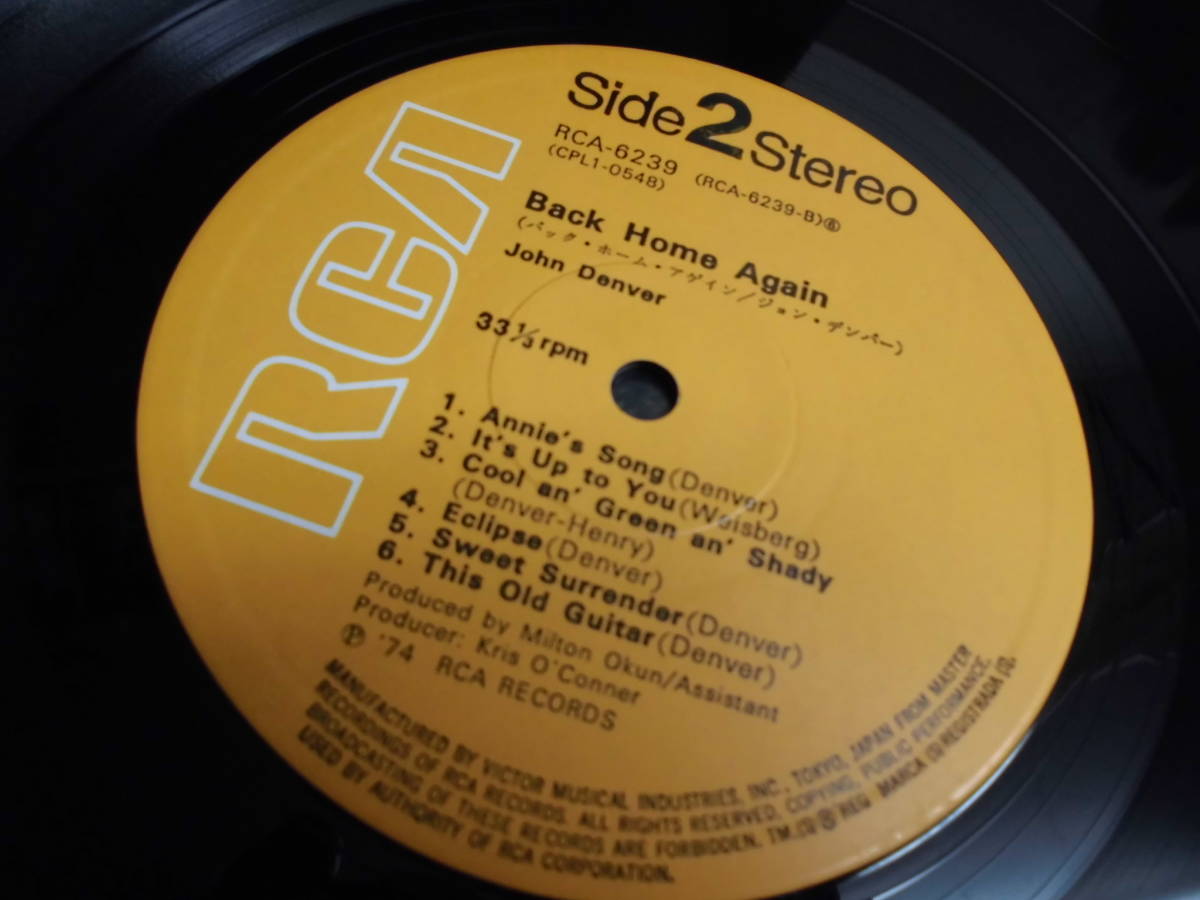 RCA
Side 2 Stereo
RCA-6239 (RCA-6239-B)⑥
(CPL1-0548)
Back Home Again
(バック・ホーム・アゲイン/ジョン・デンバー)
John Denver
33 1/3 rpm
1. Annie's Song (Denver)
2. It's Up to You (Weisberg)
3. Cool an' Green an' Shady
(Denver-Henry)
4. Eclipse (Denver)
5. Sweet Surrender (Denver)
6. This Old Guitar (Denver)
Produced by Milton Okun/Assistant
Producer: Kris O'Conner
Ⓟ '74 RCA RECORDS
MANUFACTURED BY VICTOR MUSICAL INDUSTRIES, INC., TOKYO, JAPAN FROM MASTER
RECORDINGS OF RCA RECORDS. ALL RIGHTS RESERVED. COPYING, PUBLIC PERFORMANCE,
BROADCASTING OF THESE RECORDS ARE FORBIDDEN. TM.(S) ® REG MARCA (S) REGISTRADA (S).
USED BY AUTHORITY OF RCA CORPORATION.